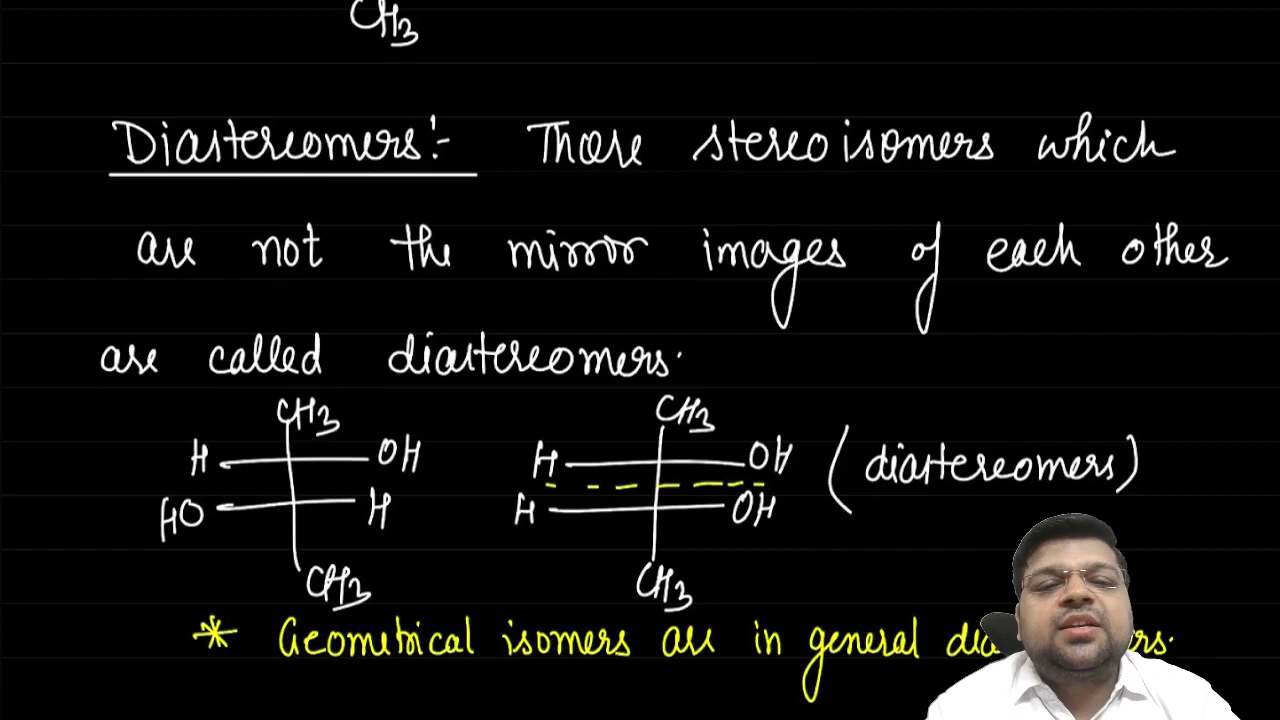 CH3
Diastereomers:- Those stereoisomers which
are not the mirror images of each other
are called diastereomers.
CH3 CH3
H OH H OH (diastereomers)
HO H H OH
CH3 CH3
* Geometrical isomers are in general